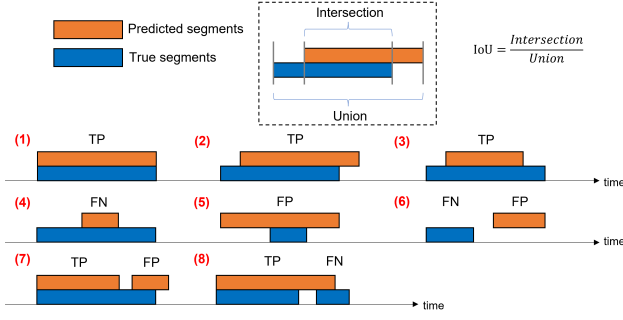 Predicted segments
True segments
Intersection
Union
IoU = Intersection / Union
(1) TP
(2) TP
(3) TP
time
(4) FN
(5) FP
(6) FN FP
time
(7) TP FP
(8) TP FN
time